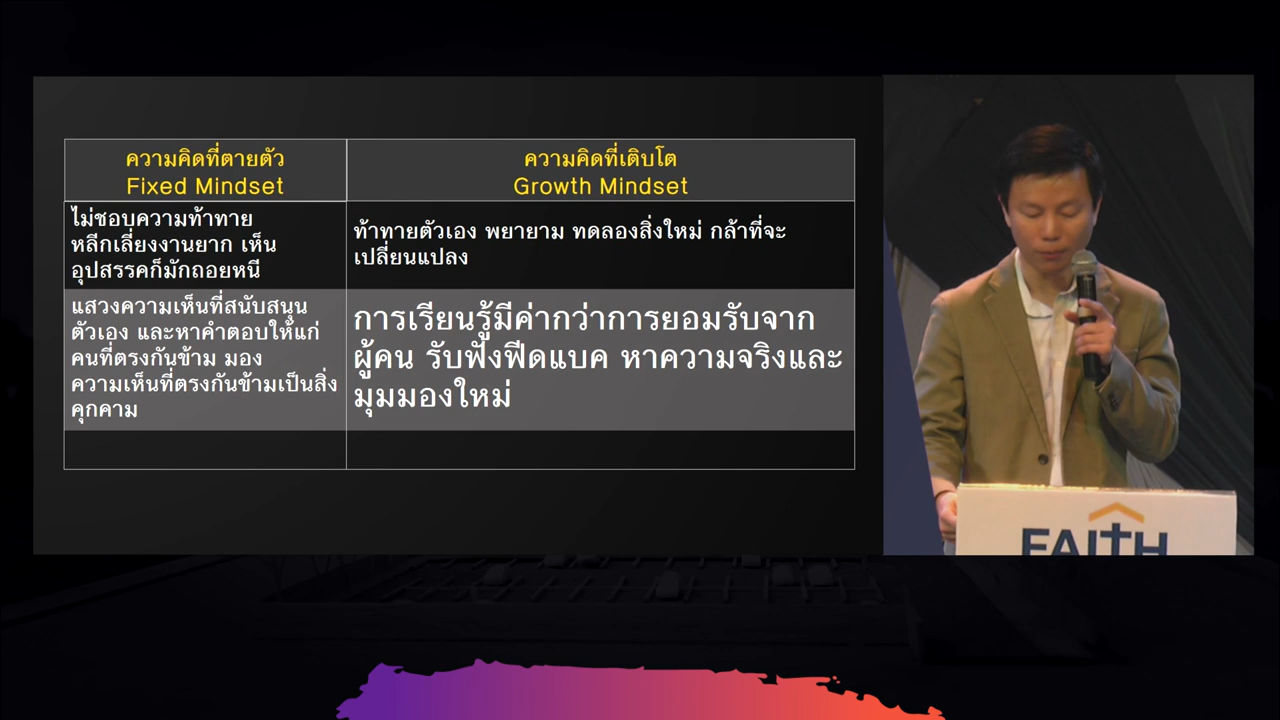 ความคิดที่ตายตัว
Fixed Mindset
ความคิดที่เติบโต
Growth Mindset
ไม่ชอบความท้าทาย
หลีกเลี่ยงงานยาก เห็น
อุปสรรคก็มักถอยหนี
ท้าทายตัวเอง พยายาม ทดลองสิ่งใหม่ กล้าที่จะ
เปลี่ยนแปลง
แสวงความเห็นที่สนับสนุน
ตัวเอง และหาคำตอบให้แก่
คนที่ตรงกันข้าม มอง
ความเห็นที่ตรงกันข้ามเป็นสิ่ง
คุกคาม
การเรียนรู้มีค่ากว่าการยอมรับจาก
ผู้คน รับฟังฟีดแบค หาความจริงและ
มุมมองใหม่
FAITH